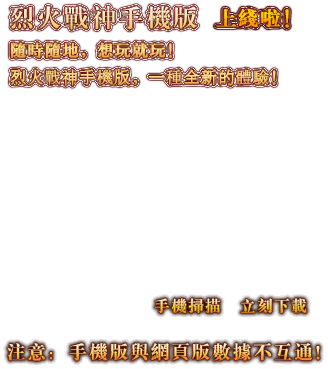 烈火戰神手機版 上线啦!
隨時隨地，想玩就玩!
烈火戰神手機版，一種全新的體驗!
手機掃描 立刻下載
注意：手機版與網頁版數據不互通!